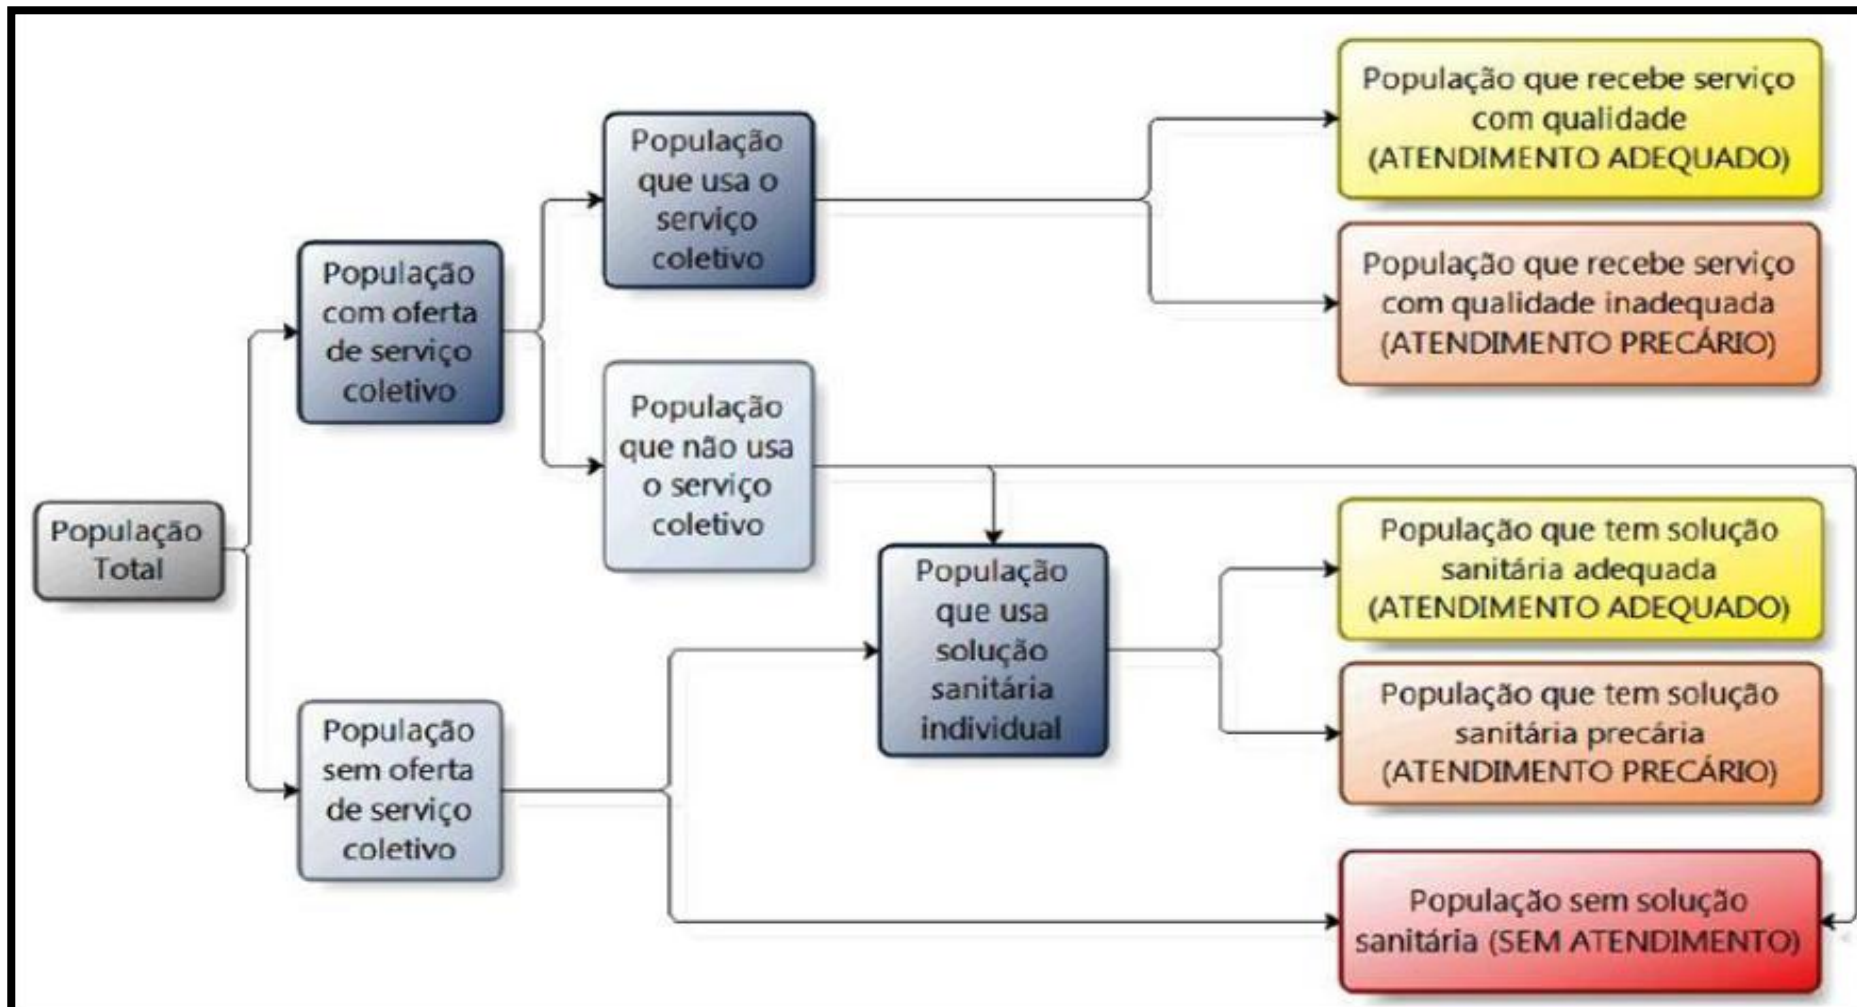 População
Total
População
com oferta
de serviço
coletivo
População
sem oferta
de serviço
coletivo
População
que usa o
serviço
coletivo
População
que não usa
o serviço
coletivo
População
que usa
solução
sanitária
individual
População que recebe serviço
com qualidade
(ATENDIMENTO ADEQUADO)
População que recebe serviço
com qualidade inadequada
(ATENDIMENTO PRECÁRIO)
População que tem solução
sanitária adequada
(ATENDIMENTO ADEQUADO)
População que tem solução
sanitária precária
(ATENDIMENTO PRECÁRIO)
População sem solução
sanitária (SEM ATENDIMENTO)